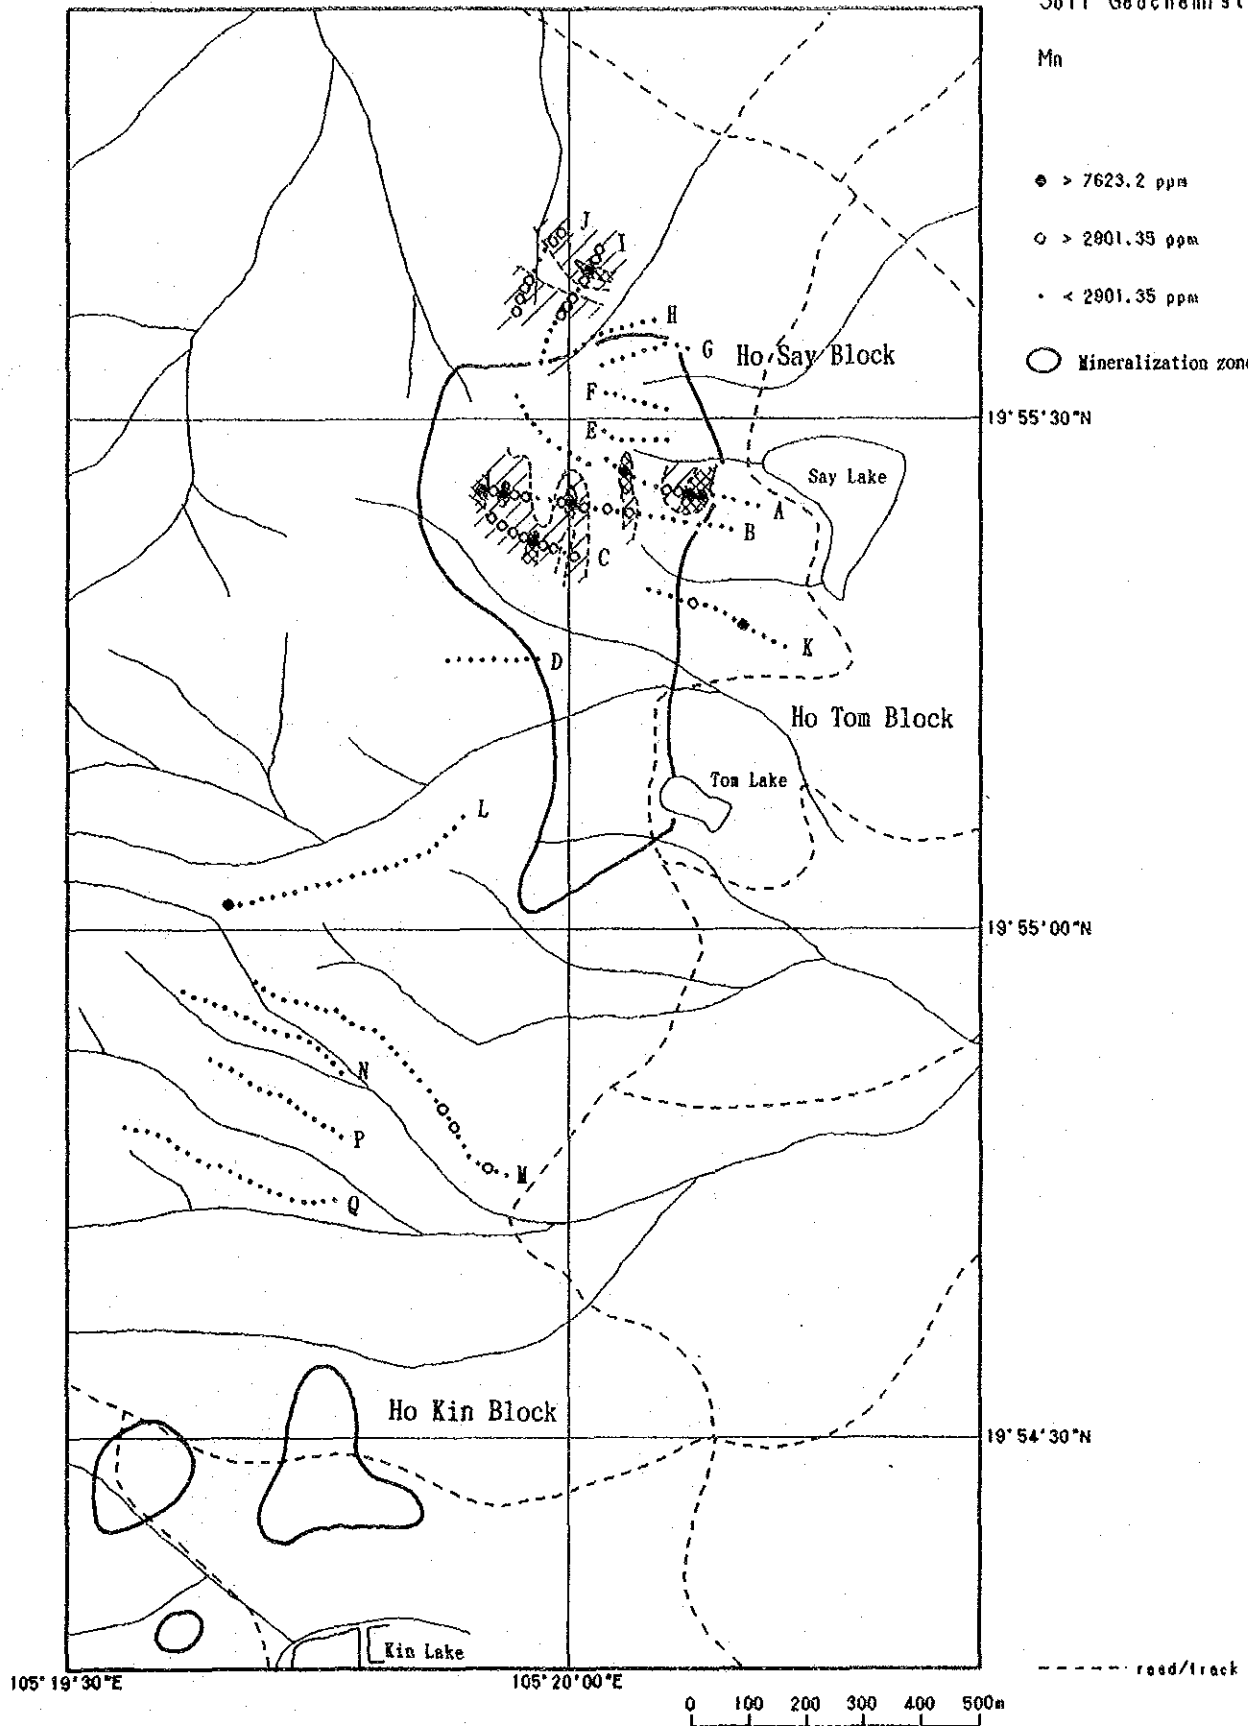 Mn
> 7623.2 ppm
> 2901.35 ppm
< 2901.35 ppm
Mineralization zone
J
I
H
G
Ho Say Block
F
19°55'30"N
E
Say Lake
A
B
C
K
D
Ho Tom Block
Tom Lake
L
19°55'00"N
N
P
M
Q
Ho Kin Block
19°54'30"N
Kin Lake
road/track
105°19'30"E
105°20'00"E
0 100 200 300 400 500m